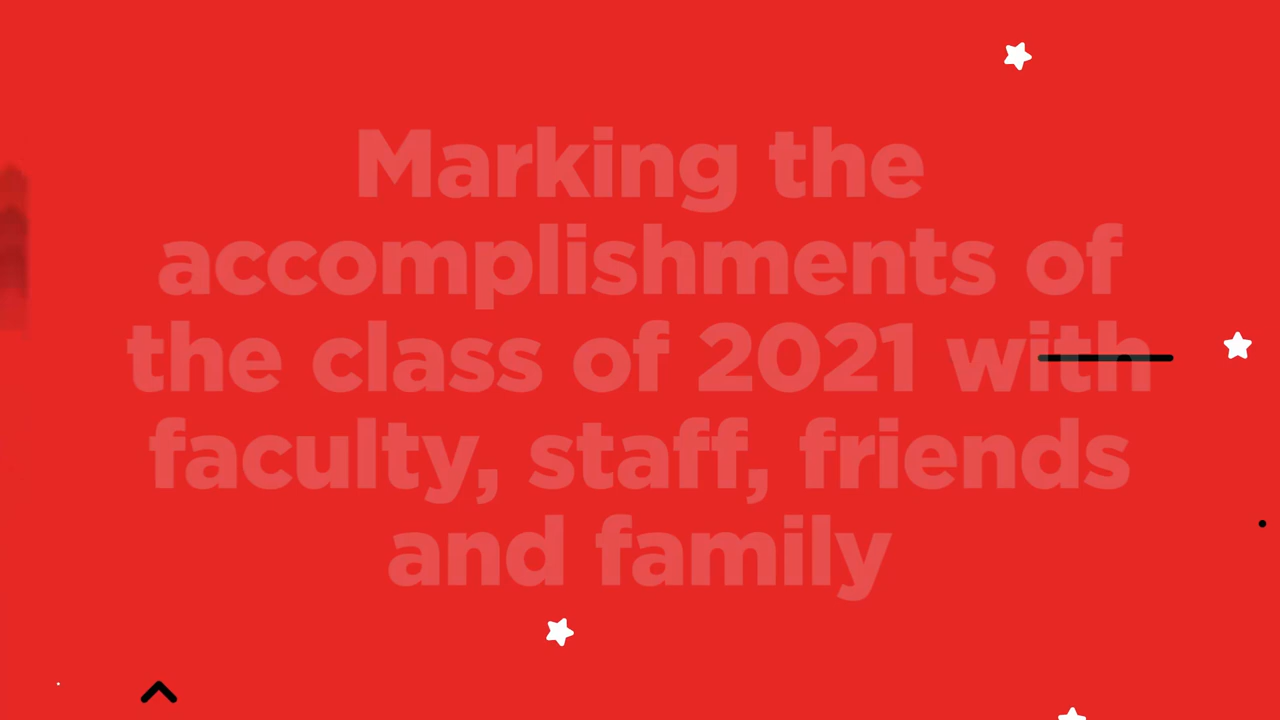 Marking the
accomplishments of
the class of 2021 with
faculty, staff, friends
and family